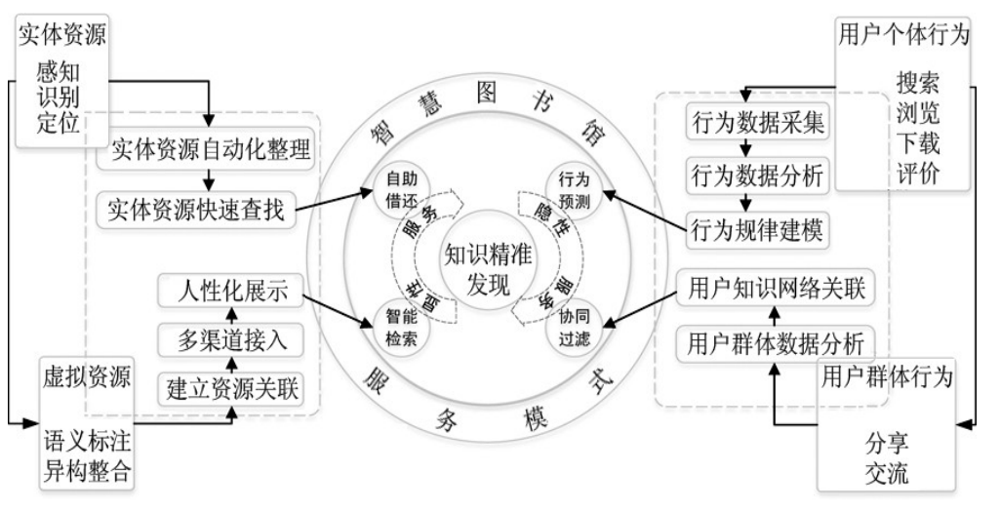 实体资源
感知
识别
定位
实体资源自动化整理
实体资源快速查找
人性化展示
多渠道接入
建立资源关联
虚拟资源
语义标注
异构整合
智慧图书馆
服务模式
自助
借还
行为
预测
显性服务
隐性服务
知识精准
发现
智能
检索
协同
过滤
用户个体行为
搜索
浏览
下载
评价
行为数据采集
行为数据分析
行为规律建模
用户知识网络关联
用户群体数据分析
用户群体行为
分享
交流